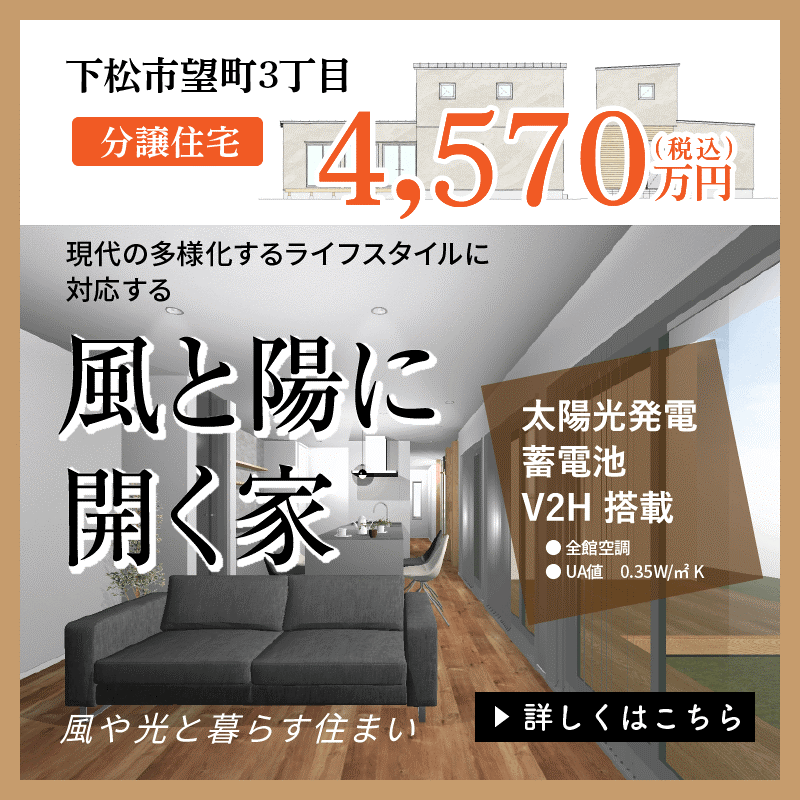 下松市望町3丁目
分譲住宅
4,570万円
(税込)
現代の多様化するライフスタイルに
対応する
風と陽に
開く家
太陽光発電
蓄電池
V2H 搭載
●全館空調
●UA値　0.35W/㎡ K
風や光と暮らす住まい
▶詳しくはこちら